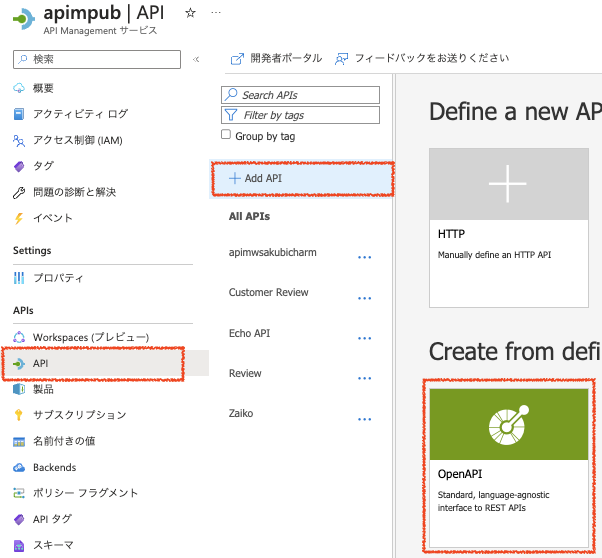 apimpub | API
API Management サービス
検索
概要
アクティビティ ログ
アクセス制御 (IAM)
タグ
問題の診断と解決
イベント
Settings
プロパティ
APIs
Workspaces (プレビュー)
API
製品
サブスクリプション
名前付きの値
Backends
ポリシー フラグメント
API タグ
スキーマ
開発者ポータル
フィードバックをお送りください
Search APIs
Filter by tags
Group by tag
Add API
All APIs
apimwsakubicharm
Customer Review
Echo API
Review
Zaiko
Define a new AP
HTTP
Manually define an HTTP API
Create from defi
OpenAPI
Standard, language-agnostic
interface to REST APIs